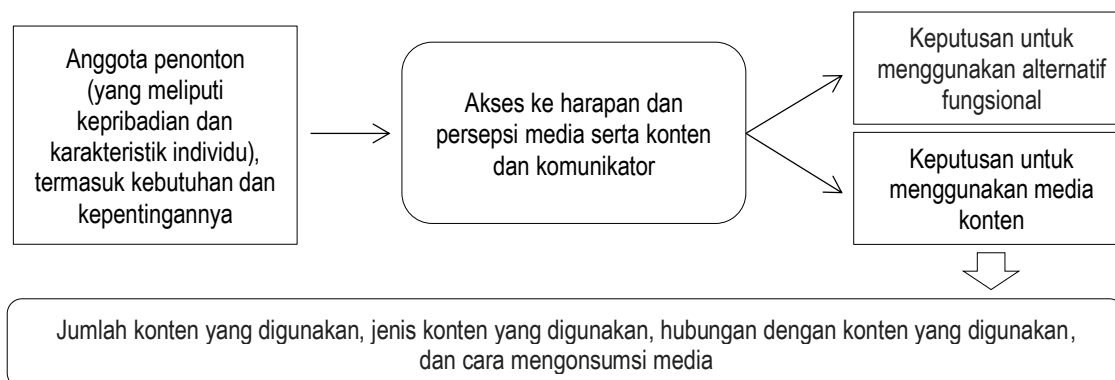 Anggota penonton
(yang meliputi
kepribadian dan
karakteristik individu),
termasuk kebutuhan dan
kepentingannya
Akses ke harapan dan
persepsi media serta konten
dan komunikator
Keputusan untuk
menggunakan alternatif
fungsional
Keputusan untuk
menggunakan media
konten
Jumlah konten yang digunakan, jenis konten yang digunakan, hubungan dengan konten yang digunakan,
dan cara mengonsumsi media